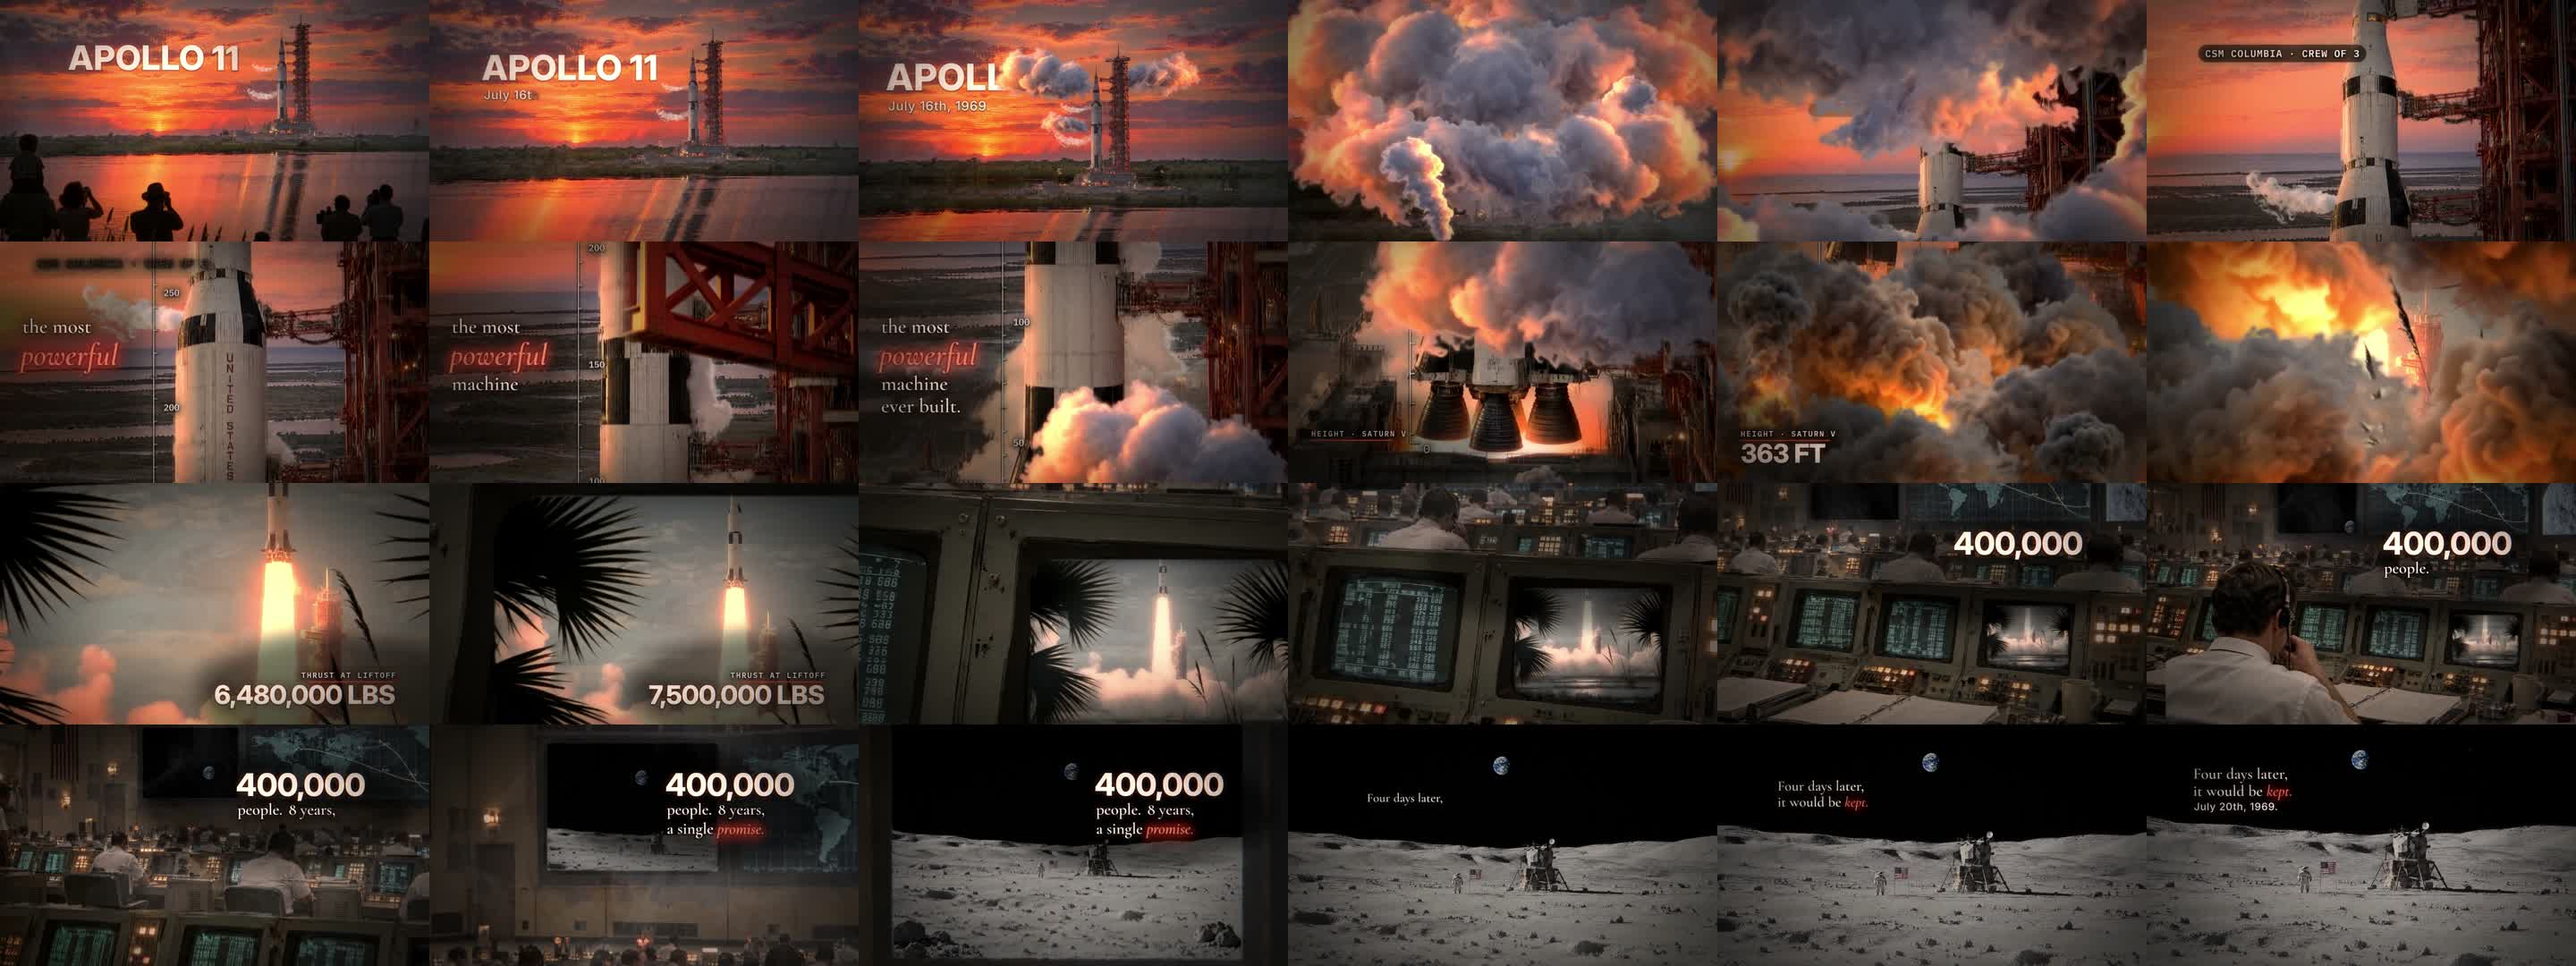 APOLLO 11
APOLLO 11
July 16t
APOLL
July 16th, 1969.
CSM COLUMBIA · CREW OF 3
250
200
the most
powerful
UNITED STATES
200
150
100
the most
powerful
machine
100
50
the most
powerful
machine
ever built.
HEIGHT · SATURN V
0
HEIGHT · SATURN V
363 FT
THRUST AT LIFTOFF
6,480,000 LBS
THRUST AT LIFTOFF
7,500,000 LBS
400,000
400,000
people.
400,000
people. 8 years,
400,000
people. 8 years,
a single promise.
400,000
people. 8 years,
a single promise.
Four days later,
Four days later,
it would be kept.
Four days later,
it would be kept.
July 20th, 1969.